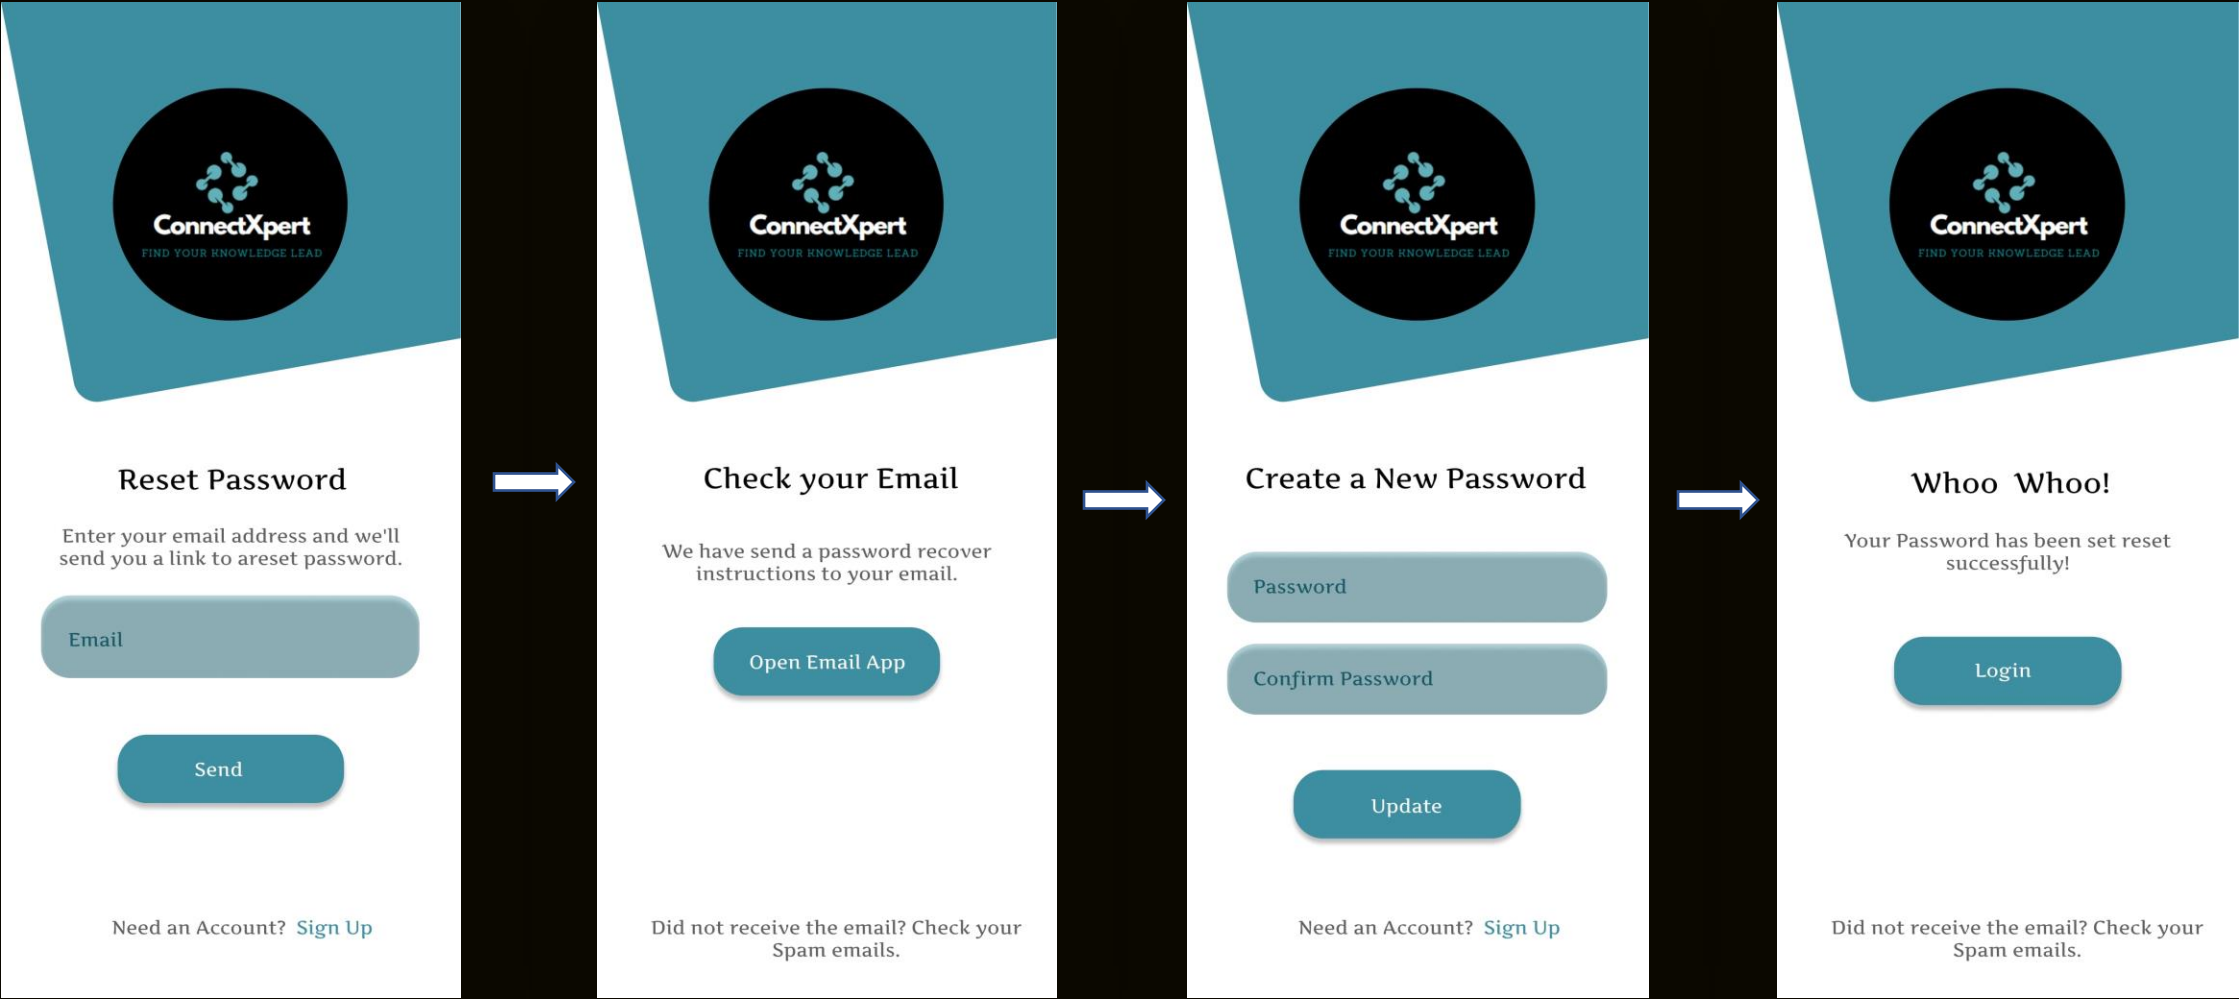 ConnectXpert
FIND YOUR KNOWLEDGE LEAD
Reset Password
Enter your email address and we'll
send you a link to areset password.
Email
Send
Need an Account? Sign Up
ConnectXpert
FIND YOUR KNOWLEDGE LEAD
Check your Email
We have send a password recover
instructions to your email.
Open Email App
Did not receive the email? Check your
Spam emails.
ConnectXpert
FIND YOUR KNOWLEDGE LEAD
Create a New Password
Password
Confirm Password
Update
Need an Account? Sign Up
ConnectXpert
FIND YOUR KNOWLEDGE LEAD
Whoo Whoo!
Your Password has been set reset
successfully!
Login
Did not receive the email? Check your
Spam emails.